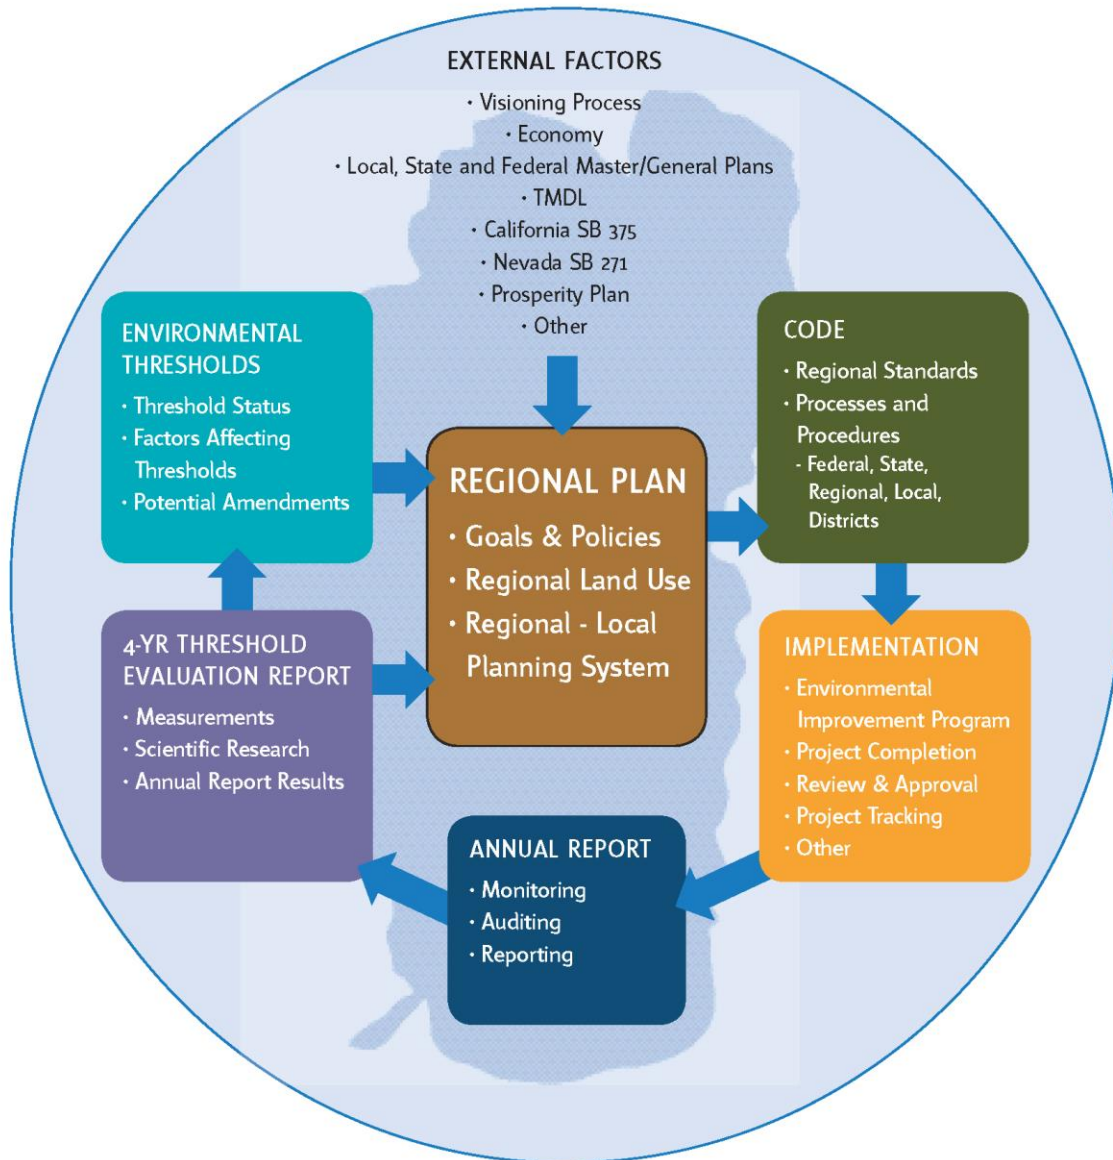 EXTERNAL FACTORS
· Visioning Process
· Economy
· Local, State and Federal Master/General Plans
· TMDL
· California SB 375
· Nevada SB 271
· Prosperity Plan
· Other
ENVIRONMENTAL
THRESHOLDS
· Threshold Status
· Factors Affecting
Thresholds
· Potential Amendments
REGIONAL PLAN
· Goals & Policies
· Regional Land Use
· Regional - Local
Planning System
CODE
· Regional Standards
· Processes and
Procedures
- Federal, State,
Regional, Local,
Districts
IMPLEMENTATION
· Environmental
Improvement Program
· Project Completion
· Review & Approval
· Project Tracking
· Other
ANNUAL REPORT
· Monitoring
· Auditing
· Reporting
4-YR THRESHOLD
EVALUATION REPORT
· Measurements
· Scientific Research
· Annual Report Results